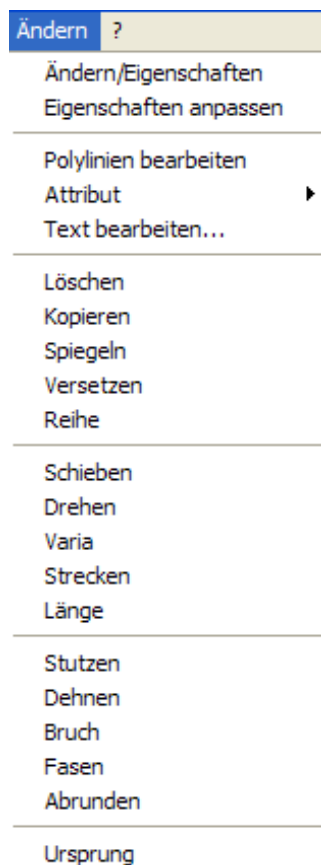 Ändern ?
Ändern/Eigenschaften
Eigenschaften anpassen
Polylinien bearbeiten
Attribut
Text bearbeiten...
Löschen
Kopieren
Spiegeln
Versetzen
Reihe
Schieben
Drehen
Varia
Strecken
Länge
Stutzen
Dehnen
Bruch
Fasen
Abrunden
Ursprung